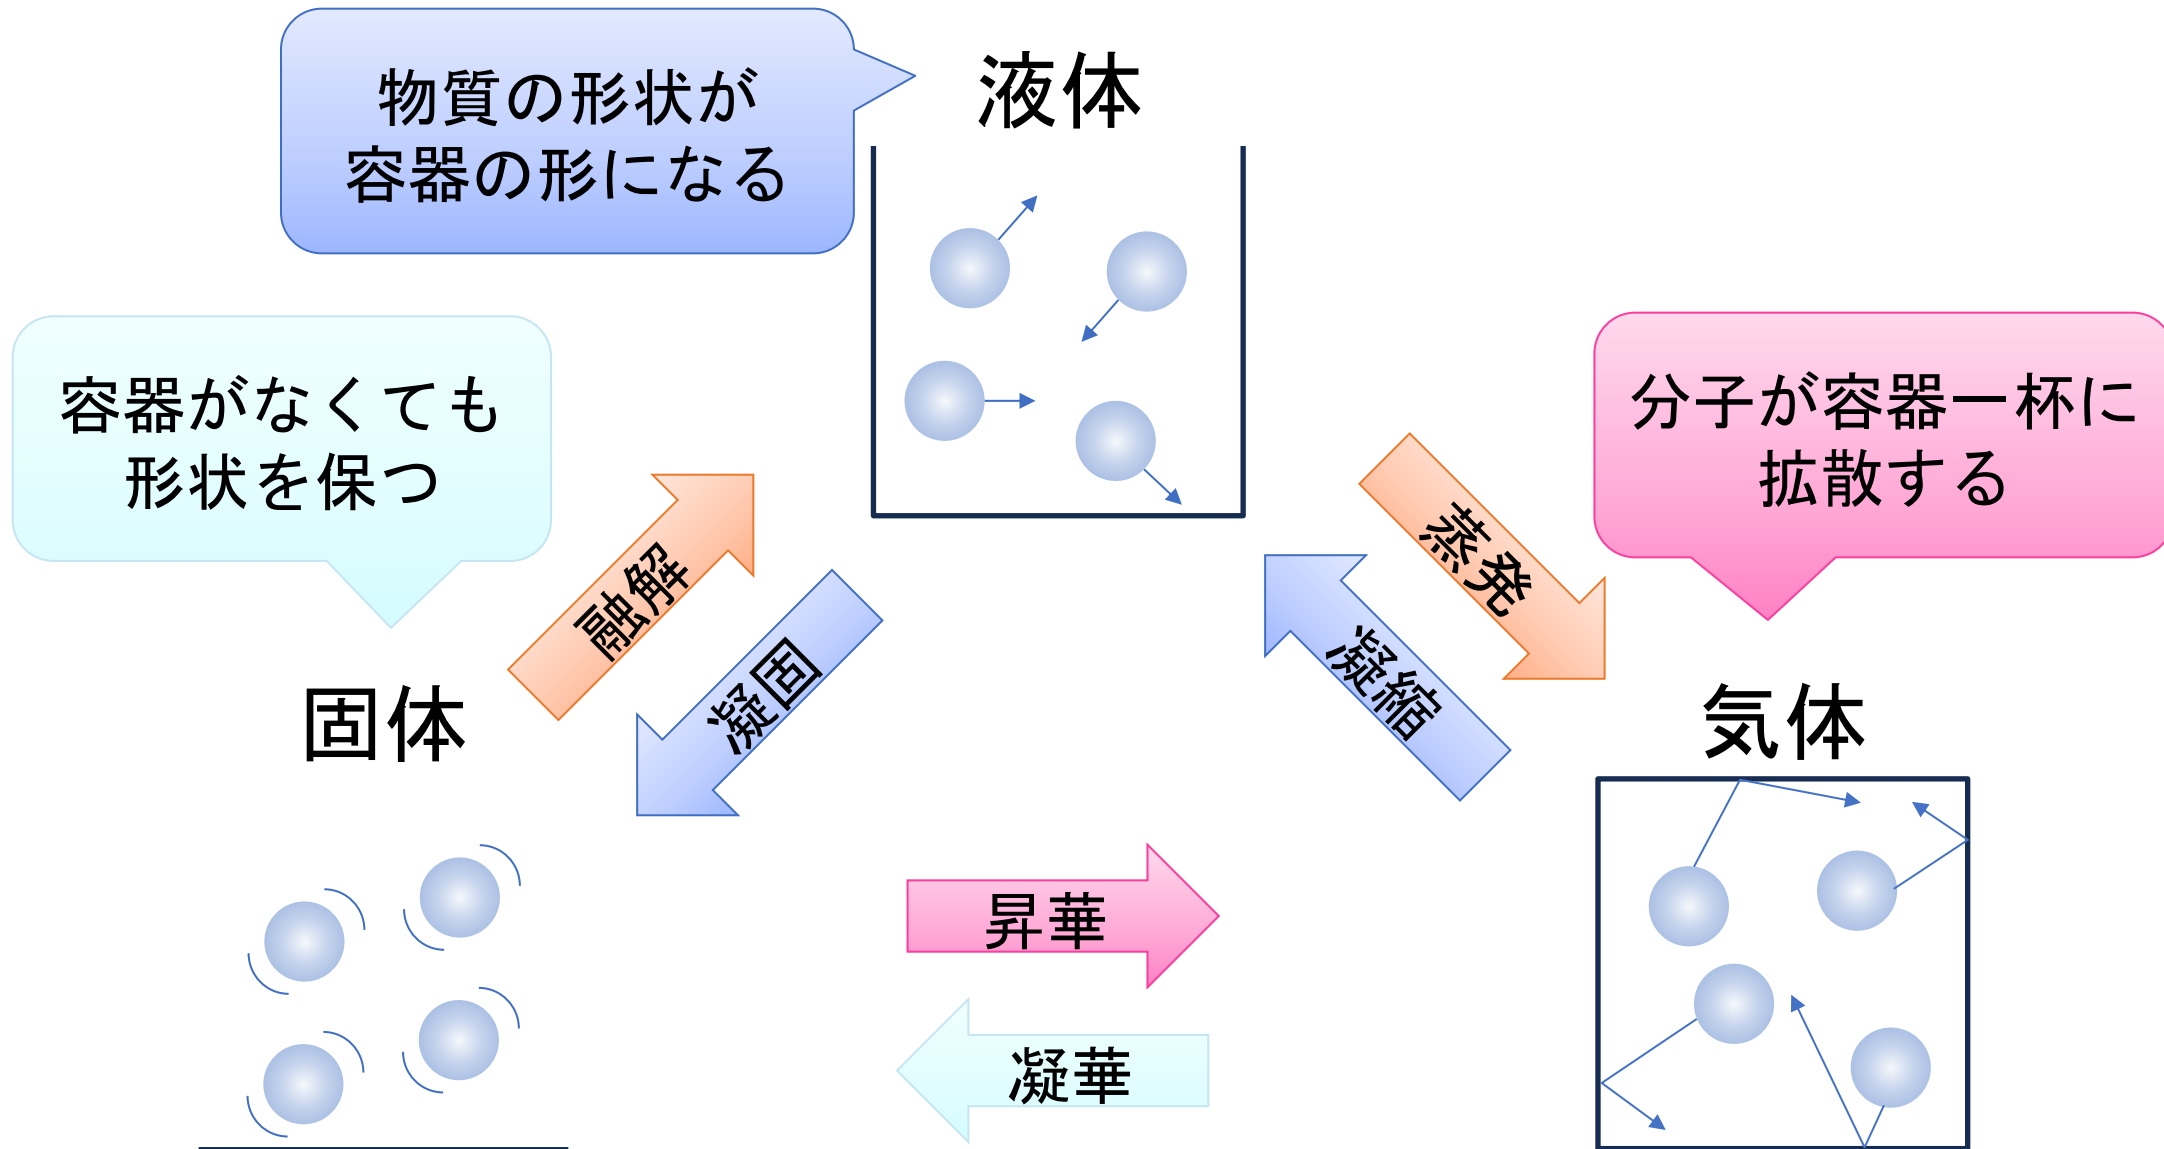 物質の形状が
容器の形になる
液体
容器がなくても
形状を保つ
分子が容器一杯に
拡散する
融解
凝固
蒸発
凝縮
固体
気体
昇華
凝華